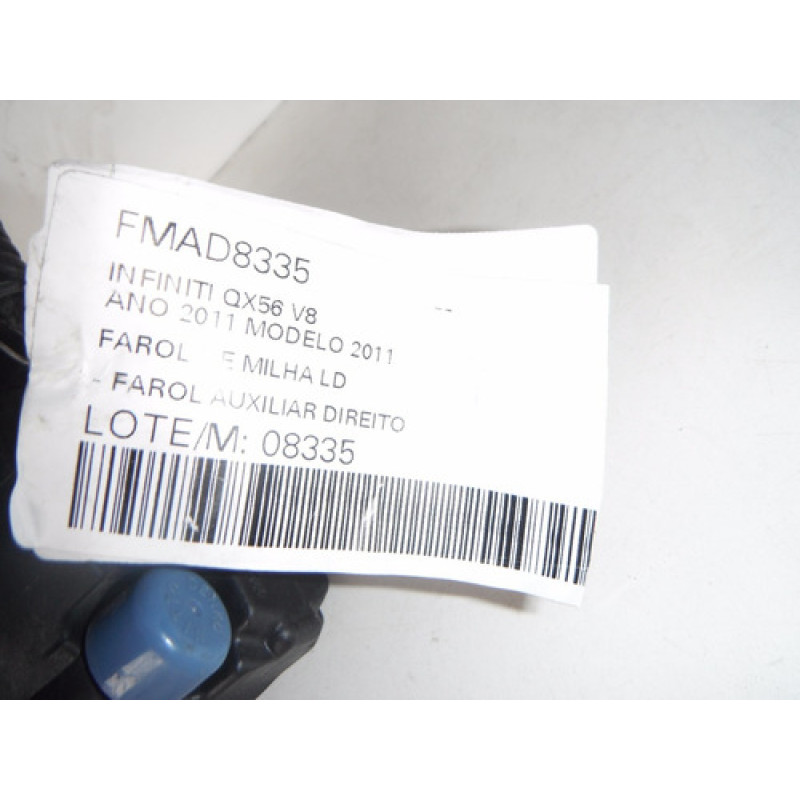 FMAD8335
INFINITI QX56 V8
ANO 2011 MODELO 2011
FAROL E MILHA LD
- FAROL AUXILIAR DIREITO
LOTE/M: 08335